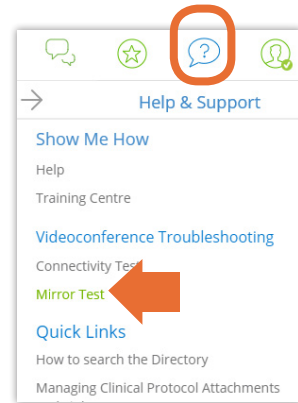 ?
Help & Support
Show Me How
Help
Training Centre
Videoconference Troubleshooting
Connectivity Test
Mirror Test
Quick Links
How to search the Directory
Managing Clinical Protocol Attachments